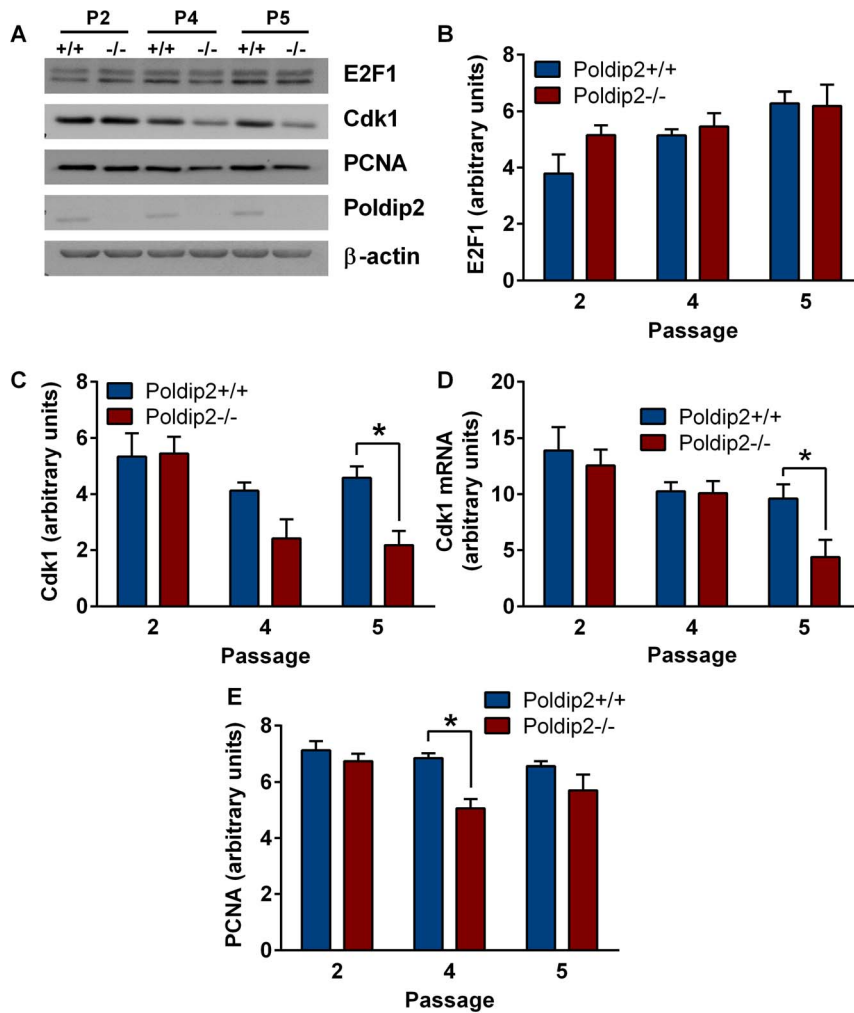 A
P2 P4 P5
+/+ -/- +/+ -/- +/+ -/-
E2F1
Cdk1
PCNA
Poldip2
β-actin
B
E2F1 (arbitrary units)
8
6
4
2
0
Poldip2+/+
Poldip2-/-
2 4 5
Passage
C
Cdk1 (arbitrary units)
8
6
4
2
0
Poldip2+/+
Poldip2-/-
*
2 4 5
Passage
D
Cdk1 mRNA
(arbitrary units)
20
15
10
5
0
Poldip2+/+
Poldip2-/-
*
2 4 5
Passage
E
PCNA (arbitrary units)
8
6
4
2
0
Poldip2+/+
Poldip2-/-
*
2 4 5
Passage